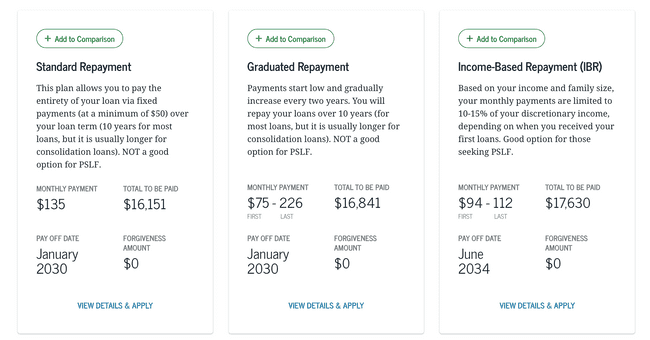 + Add to Comparison
Standard Repayment
This plan allows you to pay the
entirety of your loan via fixed
payments (at a minimum of $50) over
your loan term (10 years for most
loans, but it is usually longer for
consolidation loans). NOT a good
option for PSLF.
MONTHLY PAYMENT TOTAL TO BE PAID
$135 $16,151
PAY OFF DATE FORGIVENESS
AMOUNT
January
2030
$0
VIEW DETAILS & APPLY
+ Add to Comparison
Graduated Repayment
Payments start low and gradually
increase every two years. You will
repay your loans over 10 years (for
most loans, but it is usually longer for
consolidation loans). NOT a good
option for PSLF.
MONTHLY PAYMENT TOTAL TO BE PAID
$75 - 226 $16,841
FIRST LAST
PAY OFF DATE FORGIVENESS
AMOUNT
January
2030
$0
VIEW DETAILS & APPLY
+ Add to Comparison
Income-Based Repayment (IBR)
Based on your income and family size,
your monthly payments are limited to
10-15% of your discretionary income,
depending on when you received your
first loans. Good option for those
seeking PSLF.
MONTHLY PAYMENT TOTAL TO BE PAID
$94 - 112 $17,630
FIRST LAST
PAY OFF DATE FORGIVENESS
AMOUNT
June
2034
$0
VIEW DETAILS & APPLY